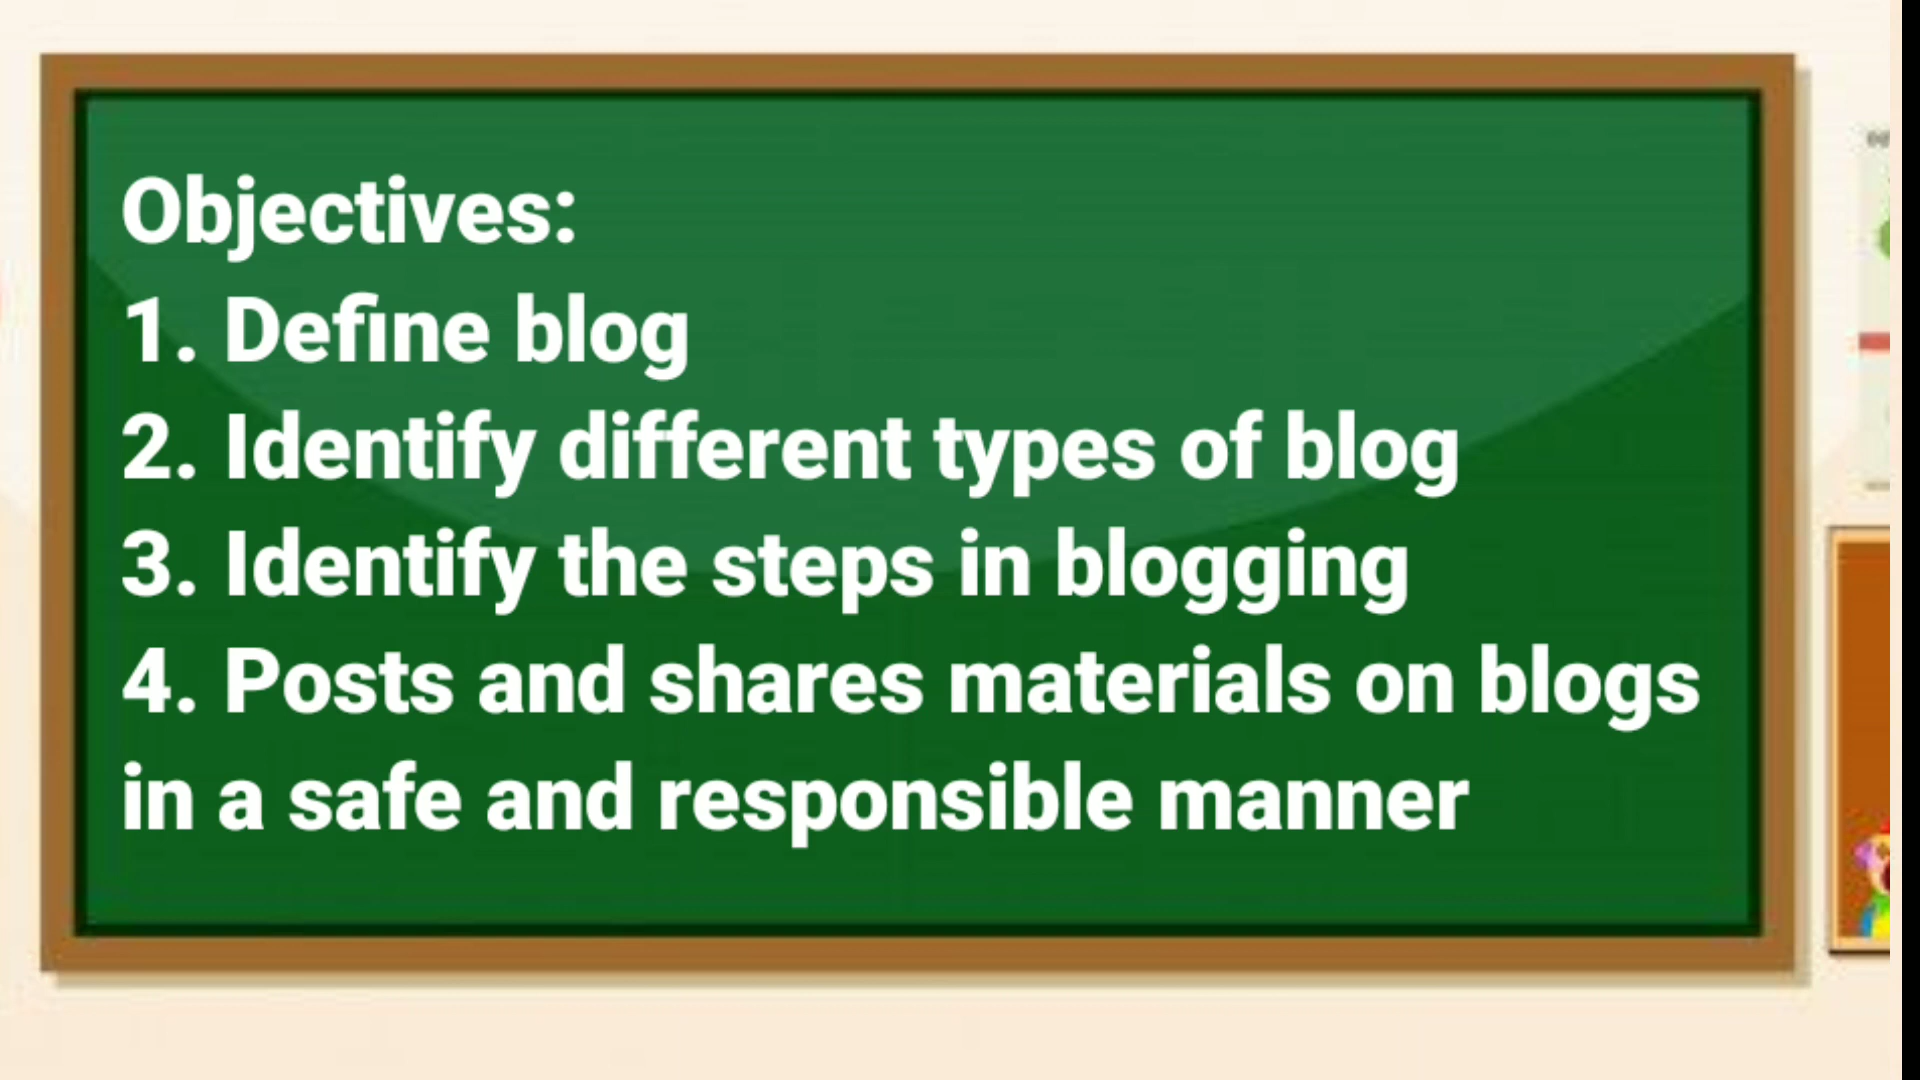 Objectives:
1. Define blog
2. Identify different types of blog
3. Identify the steps in blogging
4. Posts and shares materials on blogs
in a safe and responsible manner